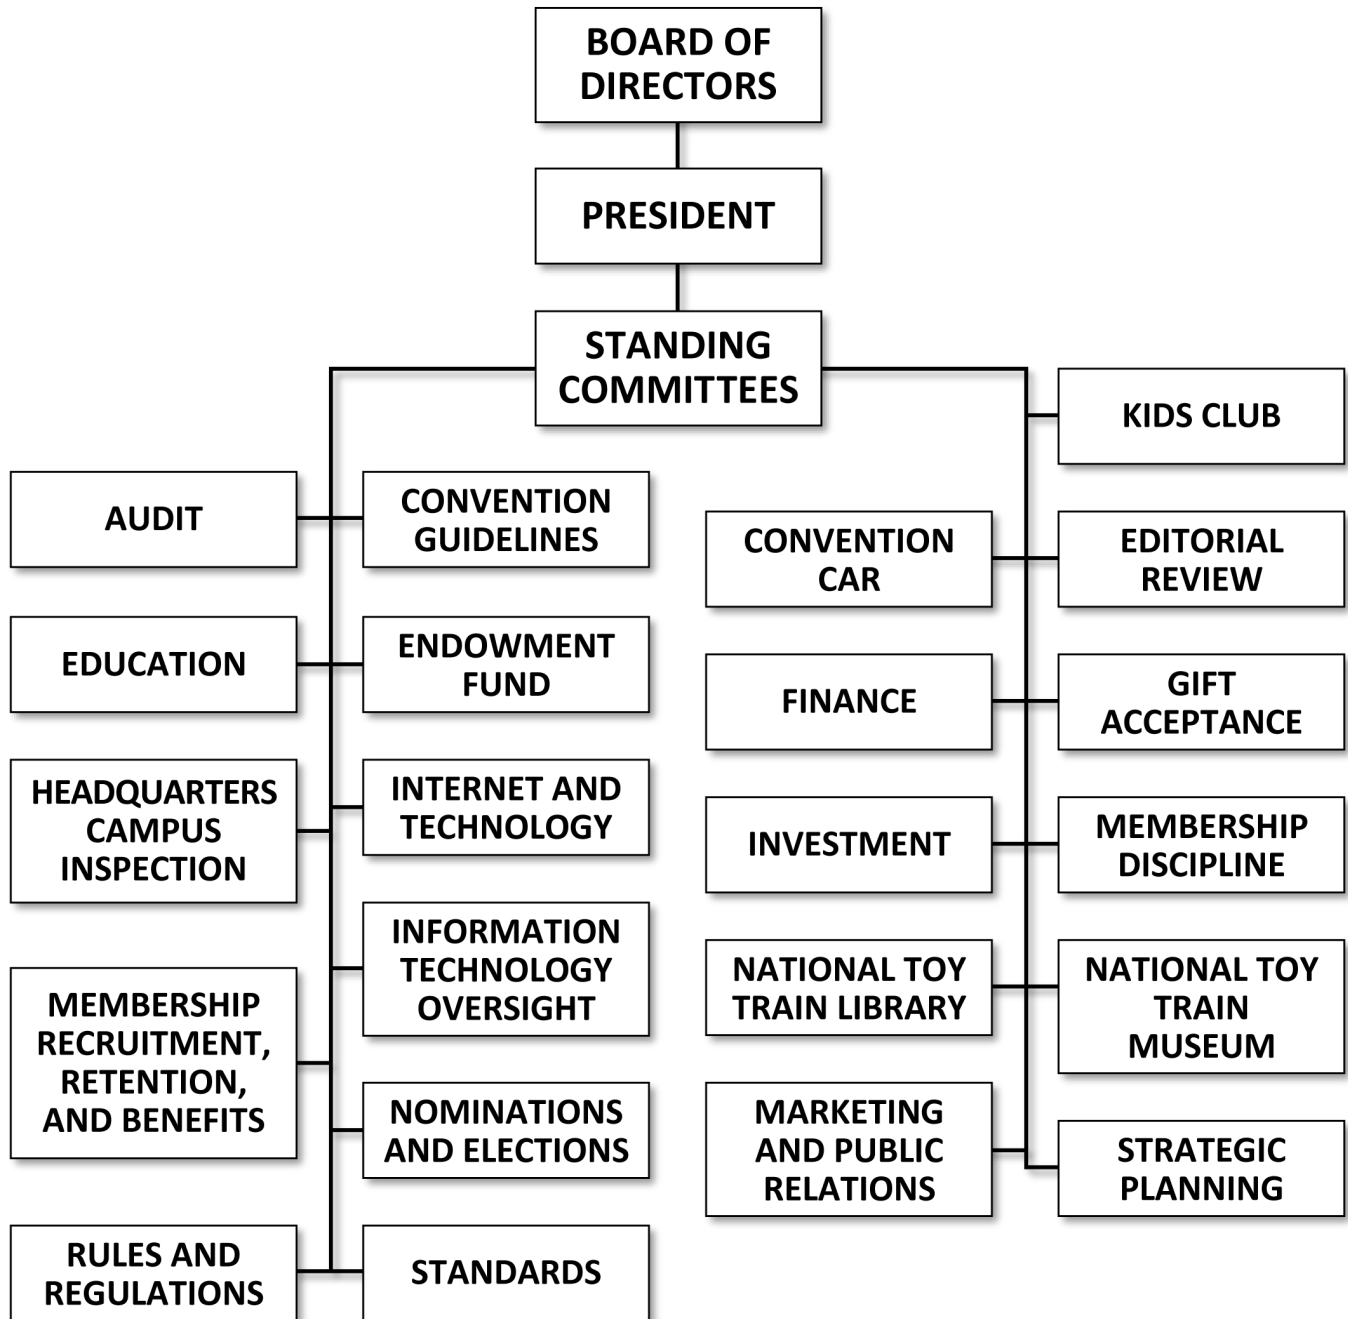 BOARD OF
DIRECTORS
PRESIDENT
STANDING
COMMITTEES
KIDS CLUB
AUDIT
CONVENTION
GUIDELINES
CONVENTION
CAR
EDITORIAL
REVIEW
EDUCATION
ENDOWMENT
FUND
FINANCE
GIFT
ACCEPTANCE
HEADQUARTERS
CAMPUS
INSPECTION
INTERNET AND
TECHNOLOGY
INVESTMENT
MEMBERSHIP
DISCIPLINE
INFORMATION
TECHNOLOGY
OVERSIGHT
NATIONAL TOY
TRAIN LIBRARY
NATIONAL TOY
TRAIN
MUSEUM
MEMBERSHIP
RECRUITMENT,
RETENTION,
AND BENEFITS
NOMINATIONS
AND ELECTIONS
MARKETING
AND PUBLIC
RELATIONS
STRATEGIC
PLANNING
RULES AND
REGULATIONS
STANDARDS